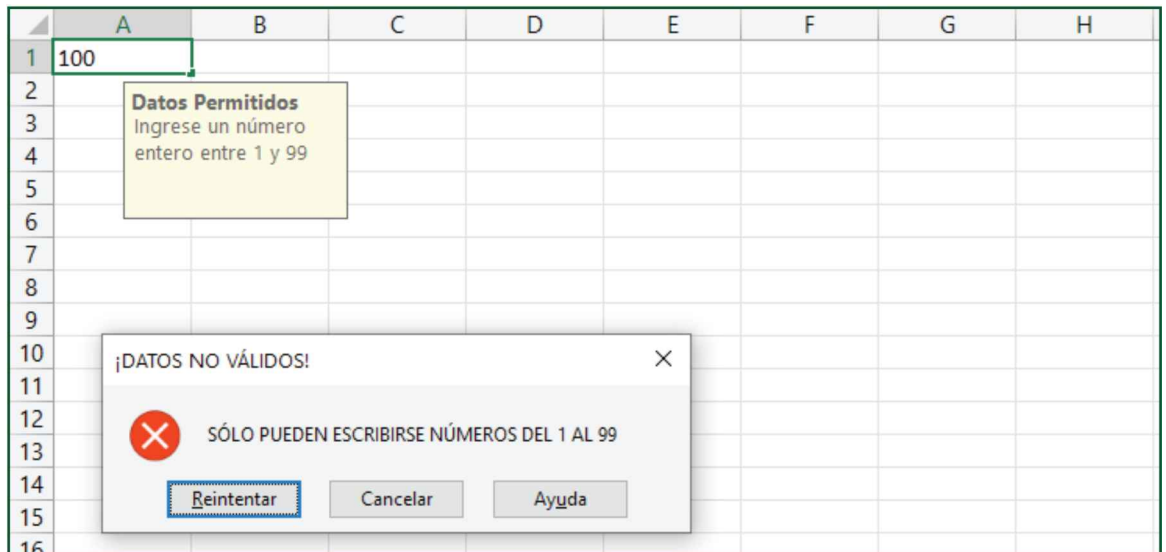 A B C D E F G H
1 100
2
Datos Permitidos
3
Ingrese un número
4
entero entre 1 y 99
5
6
7
8
9
10
¡DATOS NO VÁLIDOS!
11
12
SÓLO PUEDEN ESCRIBIRSE NÚMEROS DEL 1 AL 99
13
14
Reintentar Cancelar Ayuda
15
16